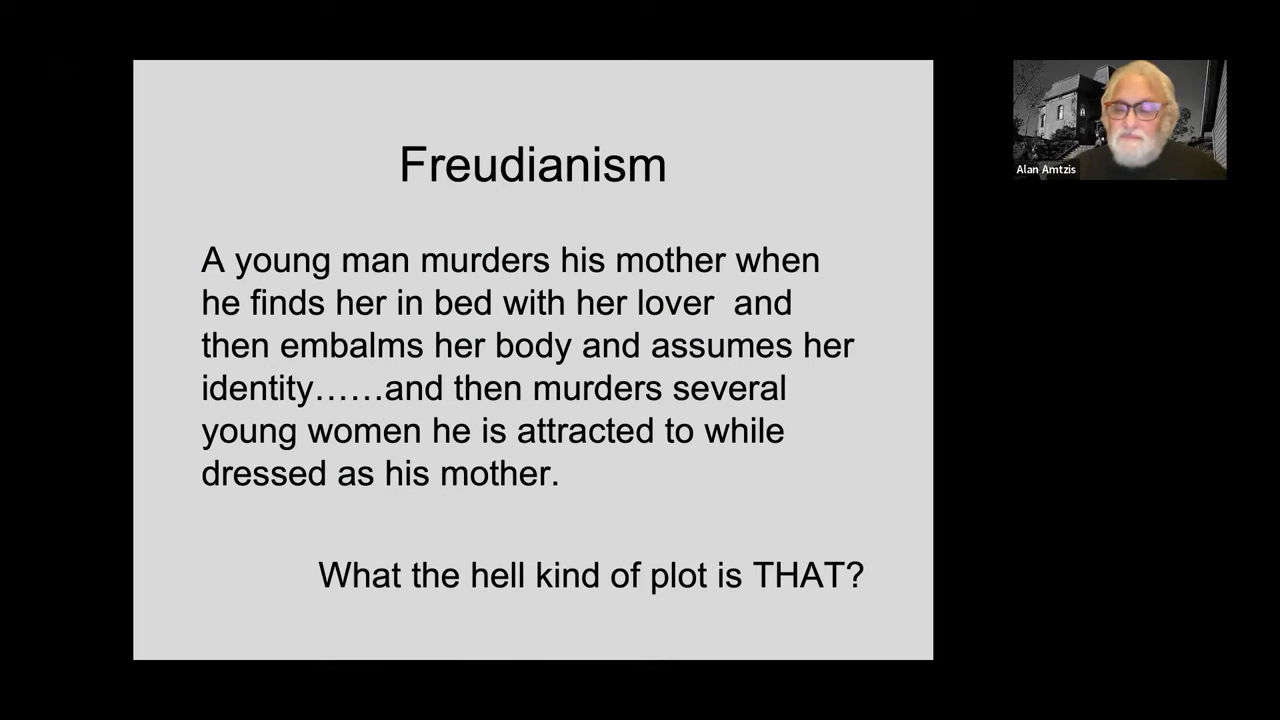 Freudianism
A young man murders his mother when
he finds her in bed with her lover  and
then embalms her body and assumes her
identity……and then murders several
young women he is attracted to while
dressed as his mother.
What the hell kind of plot is THAT?
Alan Amtzis